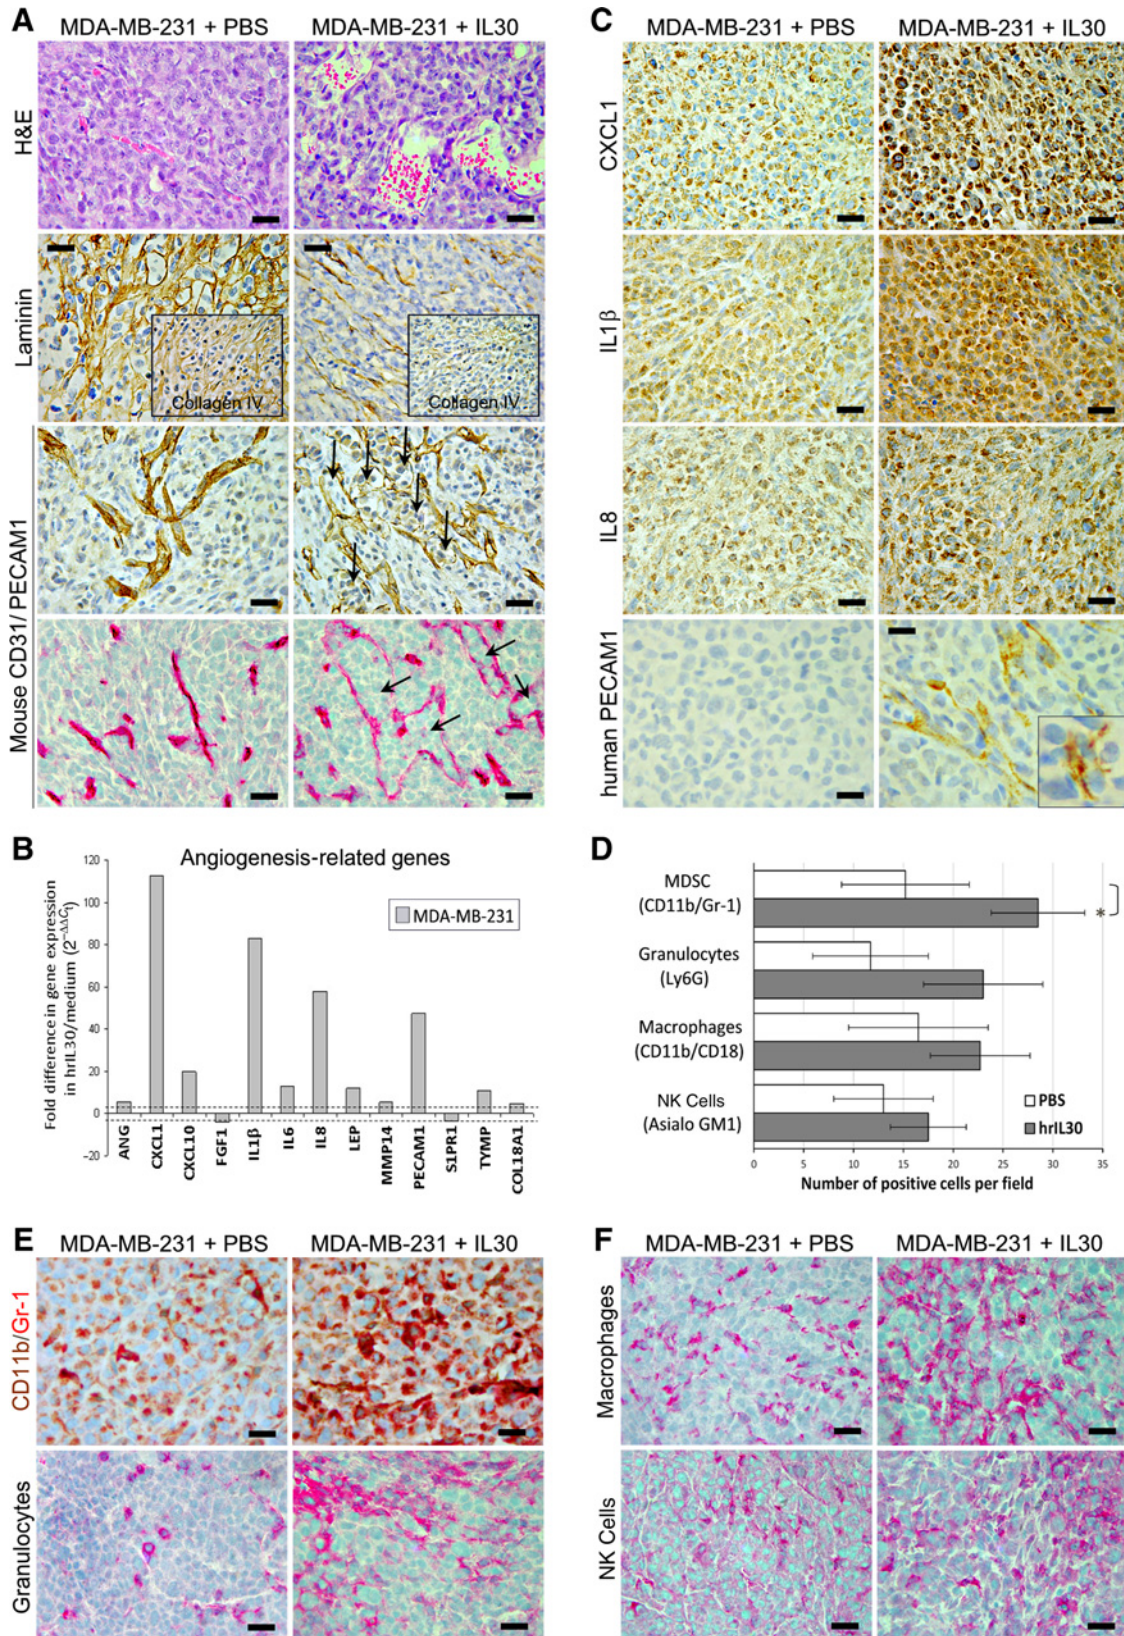 A
MDA-MB-231 + PBS
MDA-MB-231 + IL30
H&E
Laminin
Collagen IV
Collagen IV
Mouse CD31/ PECAM1
C
MDA-MB-231 + PBS
MDA-MB-231 + IL30
CXCL1
IL1β
IL8
human PECAM1
B
Angiogenesis-related genes
Fold difference in gene expression
in hrIL30/medium (2^−ΔΔCt)
MDA-MB-231
120
100
80
60
40
20
0
−20
ANG
CXCL1
CXCL10
FGF1
IL1β
IL6
IL8
LEP
MMP14
PECAM1
S1PR1
TYMP
COL18A1
D
MDSC
(CD11b/Gr-1)
*
Granulocytes
(Ly6G)
Macrophages
(CD11b/CD18)
NK Cells
(Asialo GM1)
PBS
hrIL30
0 5 10 15 20 25 30 35
Number of positive cells per field
E
MDA-MB-231 + PBS
MDA-MB-231 + IL30
CD11b/Gr-1
Granulocytes
F
MDA-MB-231 + PBS
MDA-MB-231 + IL30
Macrophages
NK Cells